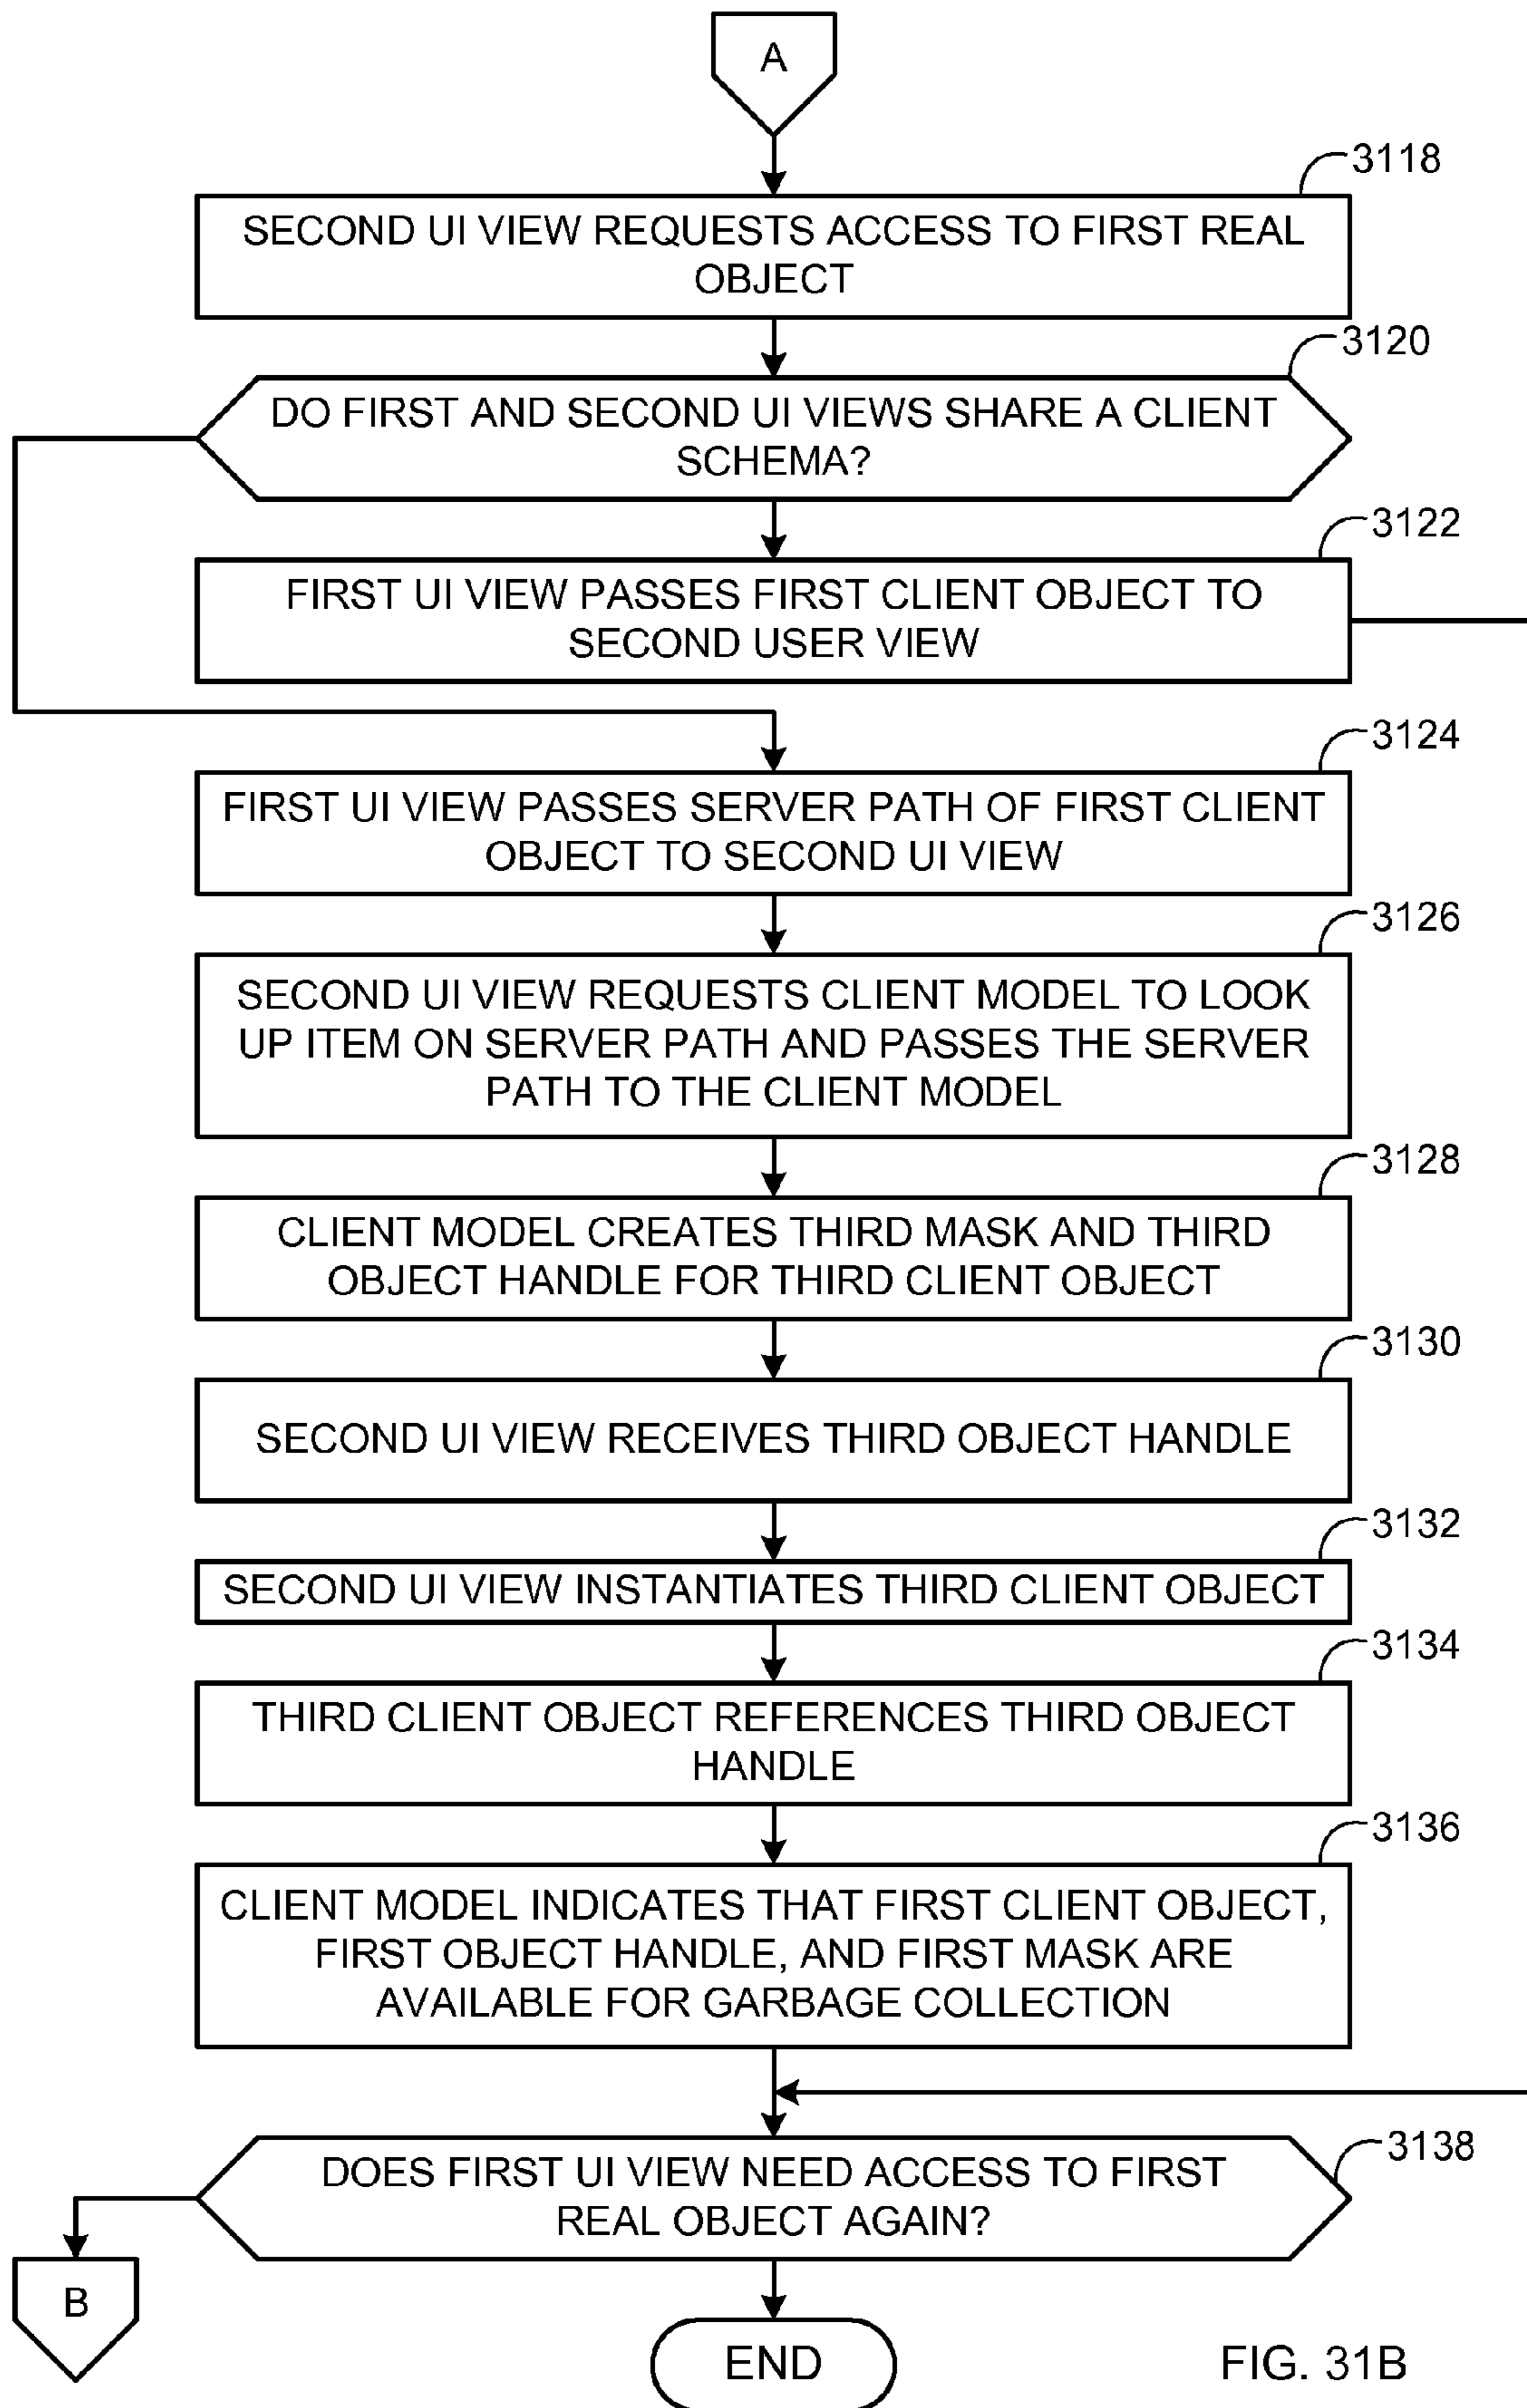 A
3118
SECOND UI VIEW REQUESTS ACCESS TO FIRST REAL
OBJECT
3120
DO FIRST AND SECOND UI VIEWS SHARE A CLIENT
SCHEMA?
3122
FIRST UI VIEW PASSES FIRST CLIENT OBJECT TO
SECOND USER VIEW
3124
FIRST UI VIEW PASSES SERVER PATH OF FIRST CLIENT
OBJECT TO SECOND UI VIEW
3126
SECOND UI VIEW REQUESTS CLIENT MODEL TO LOOK
UP ITEM ON SERVER PATH AND PASSES THE SERVER
PATH TO THE CLIENT MODEL
3128
CLIENT MODEL CREATES THIRD MASK AND THIRD
OBJECT HANDLE FOR THIRD CLIENT OBJECT
3130
SECOND UI VIEW RECEIVES THIRD OBJECT HANDLE
3132
SECOND UI VIEW INSTANTIATES THIRD CLIENT OBJECT
3134
THIRD CLIENT OBJECT REFERENCES THIRD OBJECT
HANDLE
3136
CLIENT MODEL INDICATES THAT FIRST CLIENT OBJECT,
FIRST OBJECT HANDLE, AND FIRST MASK ARE
AVAILABLE FOR GARBAGE COLLECTION
3138
DOES FIRST UI VIEW NEED ACCESS TO FIRST
REAL OBJECT AGAIN?
B
END
FIG. 31B